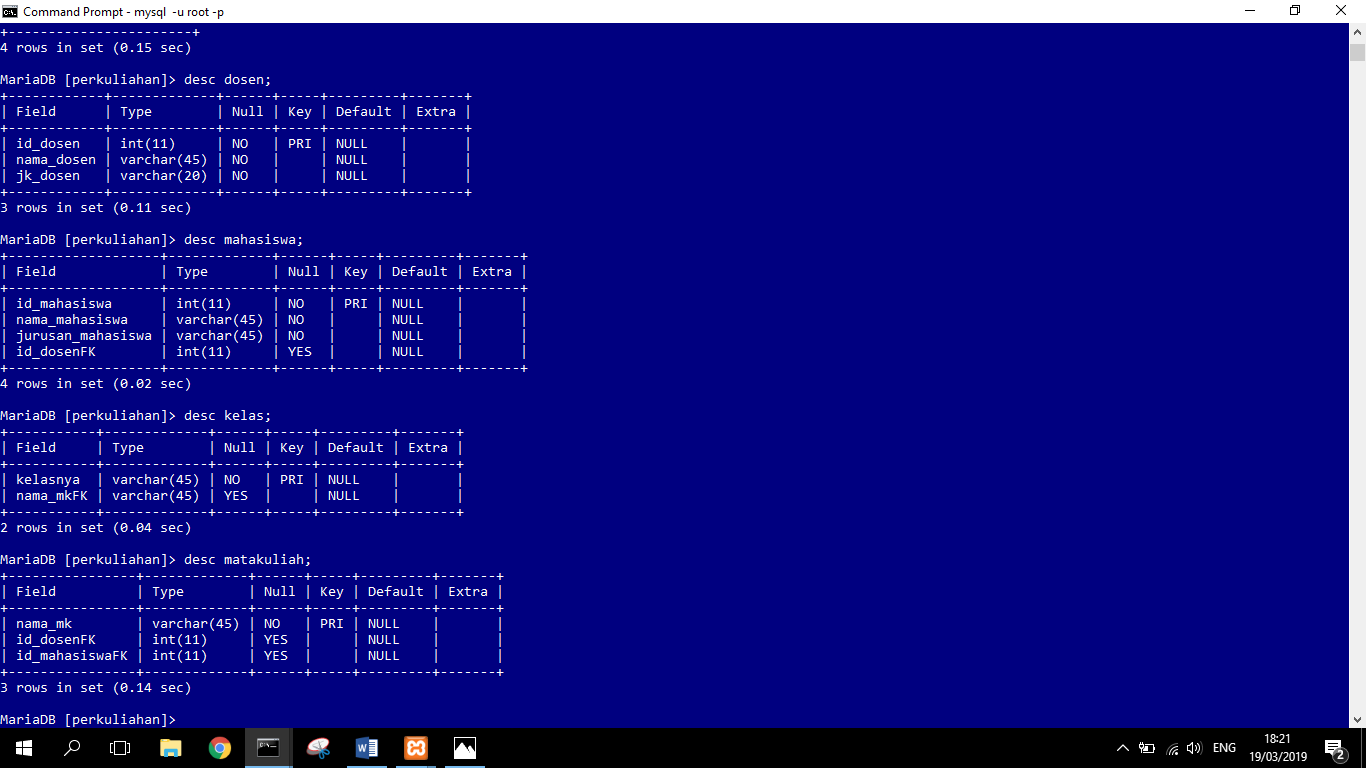 Command Prompt - mysql -u root -p
+-----------------------+
4 rows in set (0.15 sec)
MariaDB [perkuliahan]> desc dosen;
+------------+-------------+------+-----+---------+-------+
| Field      | Type        | Null | Key | Default | Extra |
+------------+-------------+------+-----+---------+-------+
| id_dosen   | int(11)     | NO   | PRI | NULL    |       |
| nama_dosen | varchar(45) | NO   |     | NULL    |       |
| jk_dosen   | varchar(20) | NO   |     | NULL    |       |
+------------+-------------+------+-----+---------+-------+
3 rows in set (0.11 sec)
MariaDB [perkuliahan]> desc mahasiswa;
+-------------------+-------------+------+-----+---------+-------+
| Field             | Type        | Null | Key | Default | Extra |
+-------------------+-------------+------+-----+---------+-------+
| id_mahasiswa      | int(11)     | NO   | PRI | NULL    |       |
| nama_mahasiswa    | varchar(45) | NO   |     | NULL    |       |
| jurusan_mahasiswa | varchar(45) | NO   |     | NULL    |       |
| id_dosenFK        | int(11)     | YES  |     | NULL    |       |
+-------------------+-------------+------+-----+---------+-------+
4 rows in set (0.02 sec)
MariaDB [perkuliahan]> desc kelas;
+-----------+-------------+------+-----+---------+-------+
| Field     | Type        | Null | Key | Default | Extra |
+-----------+-------------+------+-----+---------+-------+
| kelasnya  | varchar(45) | NO   | PRI | NULL    |       |
| nama_mkFK | varchar(45) | YES  |     | NULL    |       |
+-----------+-------------+------+-----+---------+-------+
2 rows in set (0.04 sec)
MariaDB [perkuliahan]> desc matakuliah;
+----------------+-------------+------+-----+---------+-------+
| Field          | Type        | Null | Key | Default | Extra |
+----------------+-------------+------+-----+---------+-------+
| nama_mk        | varchar(45) | NO   | PRI | NULL    |       |
| id_dosenFK     | int(11)     | YES  |     | NULL    |       |
| id_mahasiswaFK | int(11)     | YES  |     | NULL    |       |
+----------------+-------------+------+-----+---------+-------+
3 rows in set (0.14 sec)
MariaDB [perkuliahan]>
ENG
18:21
19/03/2019
2